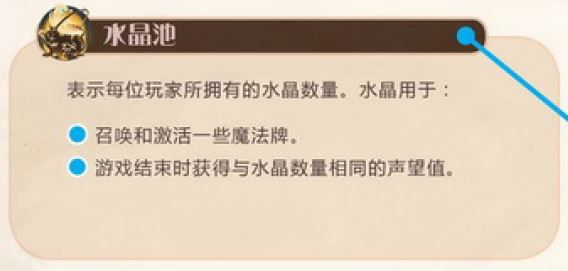 水晶池
表示每位玩家所拥有的水晶数量。水晶用于：
召唤和激活一些魔法牌。
游戏结束时获得与水晶数量相同的声望值。